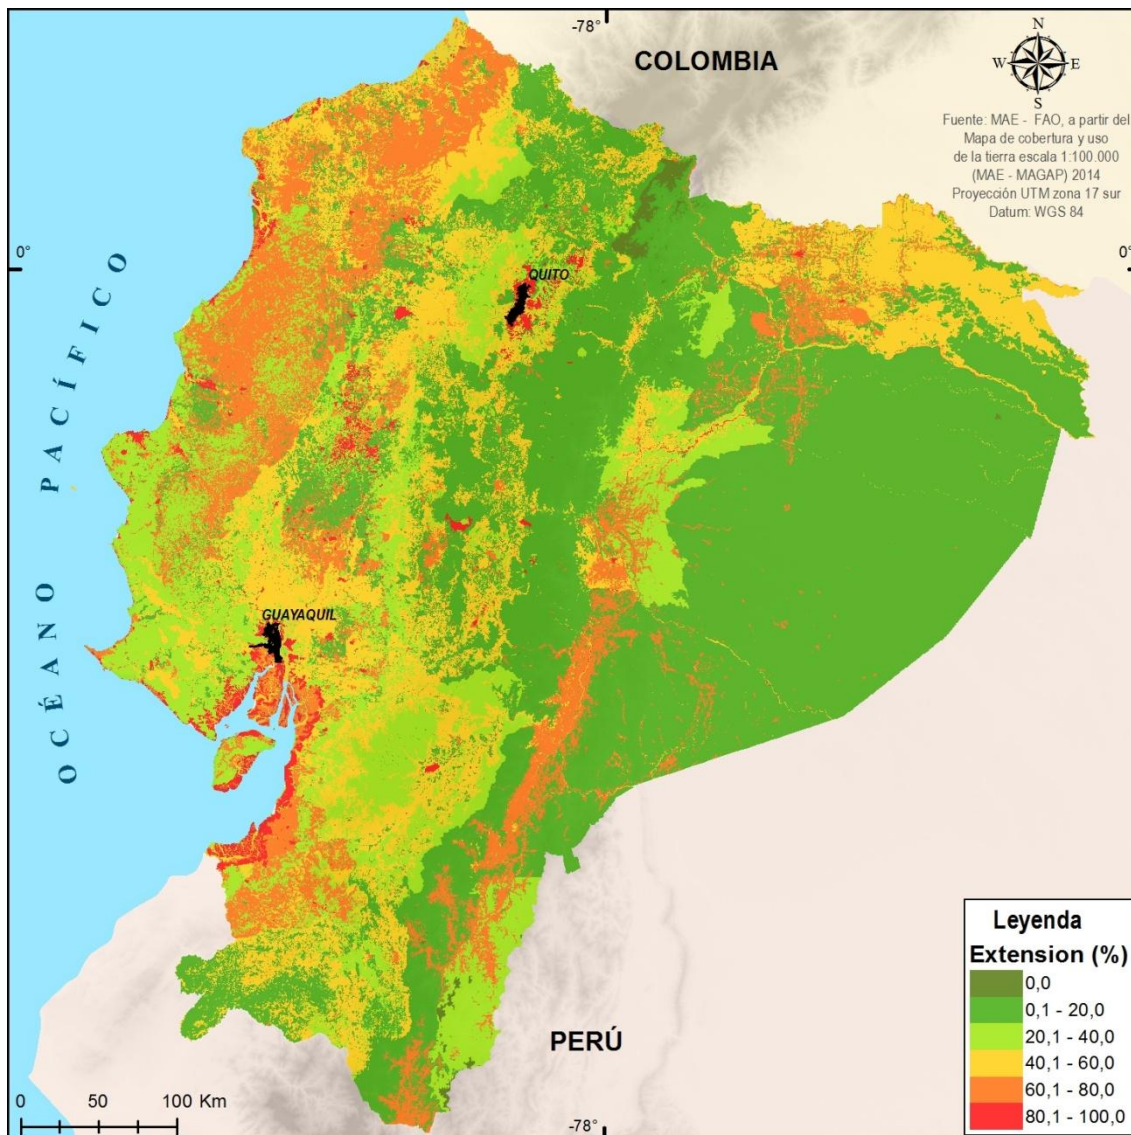 -78°
COLOMBIA
N
W E
S
Fuente: MAE - FAO, a partir del
Mapa de cobertura y uso
de la tierra escala 1:100.000
(MAE - MAGAP) 2014
Proyección UTM zona 17 sur
Datum: WGS 84
0°
0°
QUITO
OCÉANO PACÍFICO
GUAYAQUIL
PERÚ
Leyenda
Extension (%)
0,0
0,1 - 20,0
20,1 - 40,0
40,1 - 60,0
60,1 - 80,0
80,1 - 100,0
0 50 100 Km
-78°